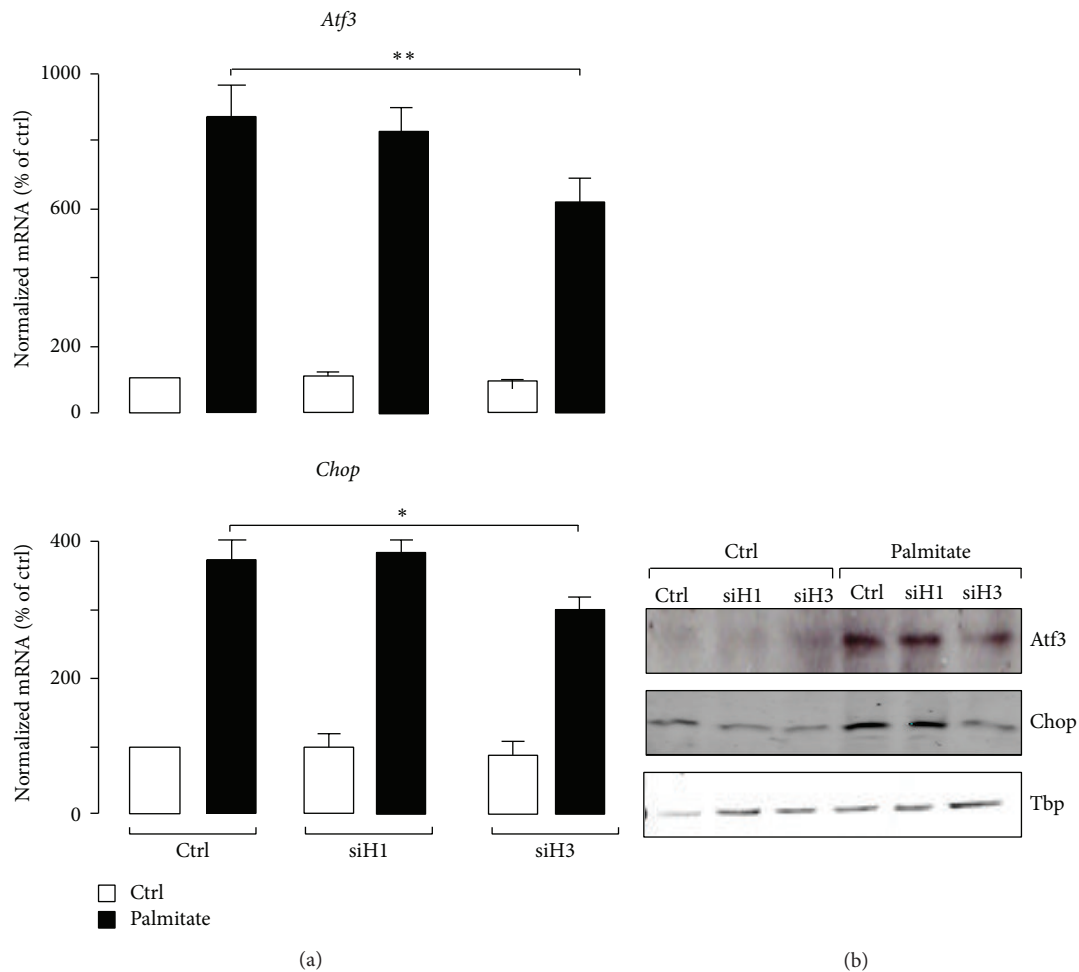 Atf3
**
Normalized mRNA (% of ctrl)
1000
600
200
0
Chop
*
Normalized mRNA (% of ctrl)
400
200
0
Ctrl siH1 siH3
Ctrl
Palmitate
(a)
Ctrl Palmitate
Ctrl siH1 siH3 Ctrl siH1 siH3
Atf3
Chop
Tbp
(b)